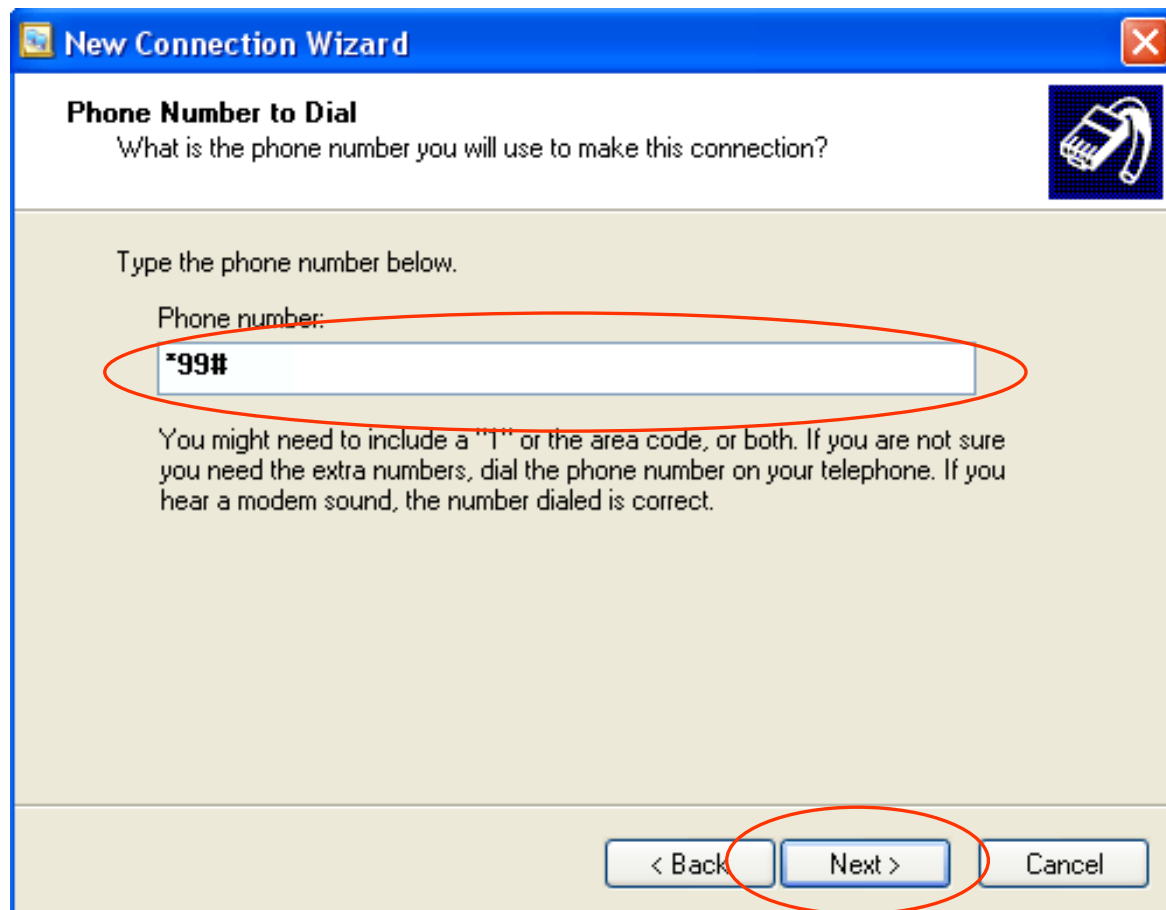 New Connection Wizard
Phone Number to Dial
What is the phone number you will use to make this connection?
Type the phone number below.
Phone number:
*99#
You might need to include a "1" or the area code, or both. If you are not sure
you need the extra numbers, dial the phone number on your telephone. If you
hear a modem sound, the number dialed is correct.
< Back
Next >
Cancel